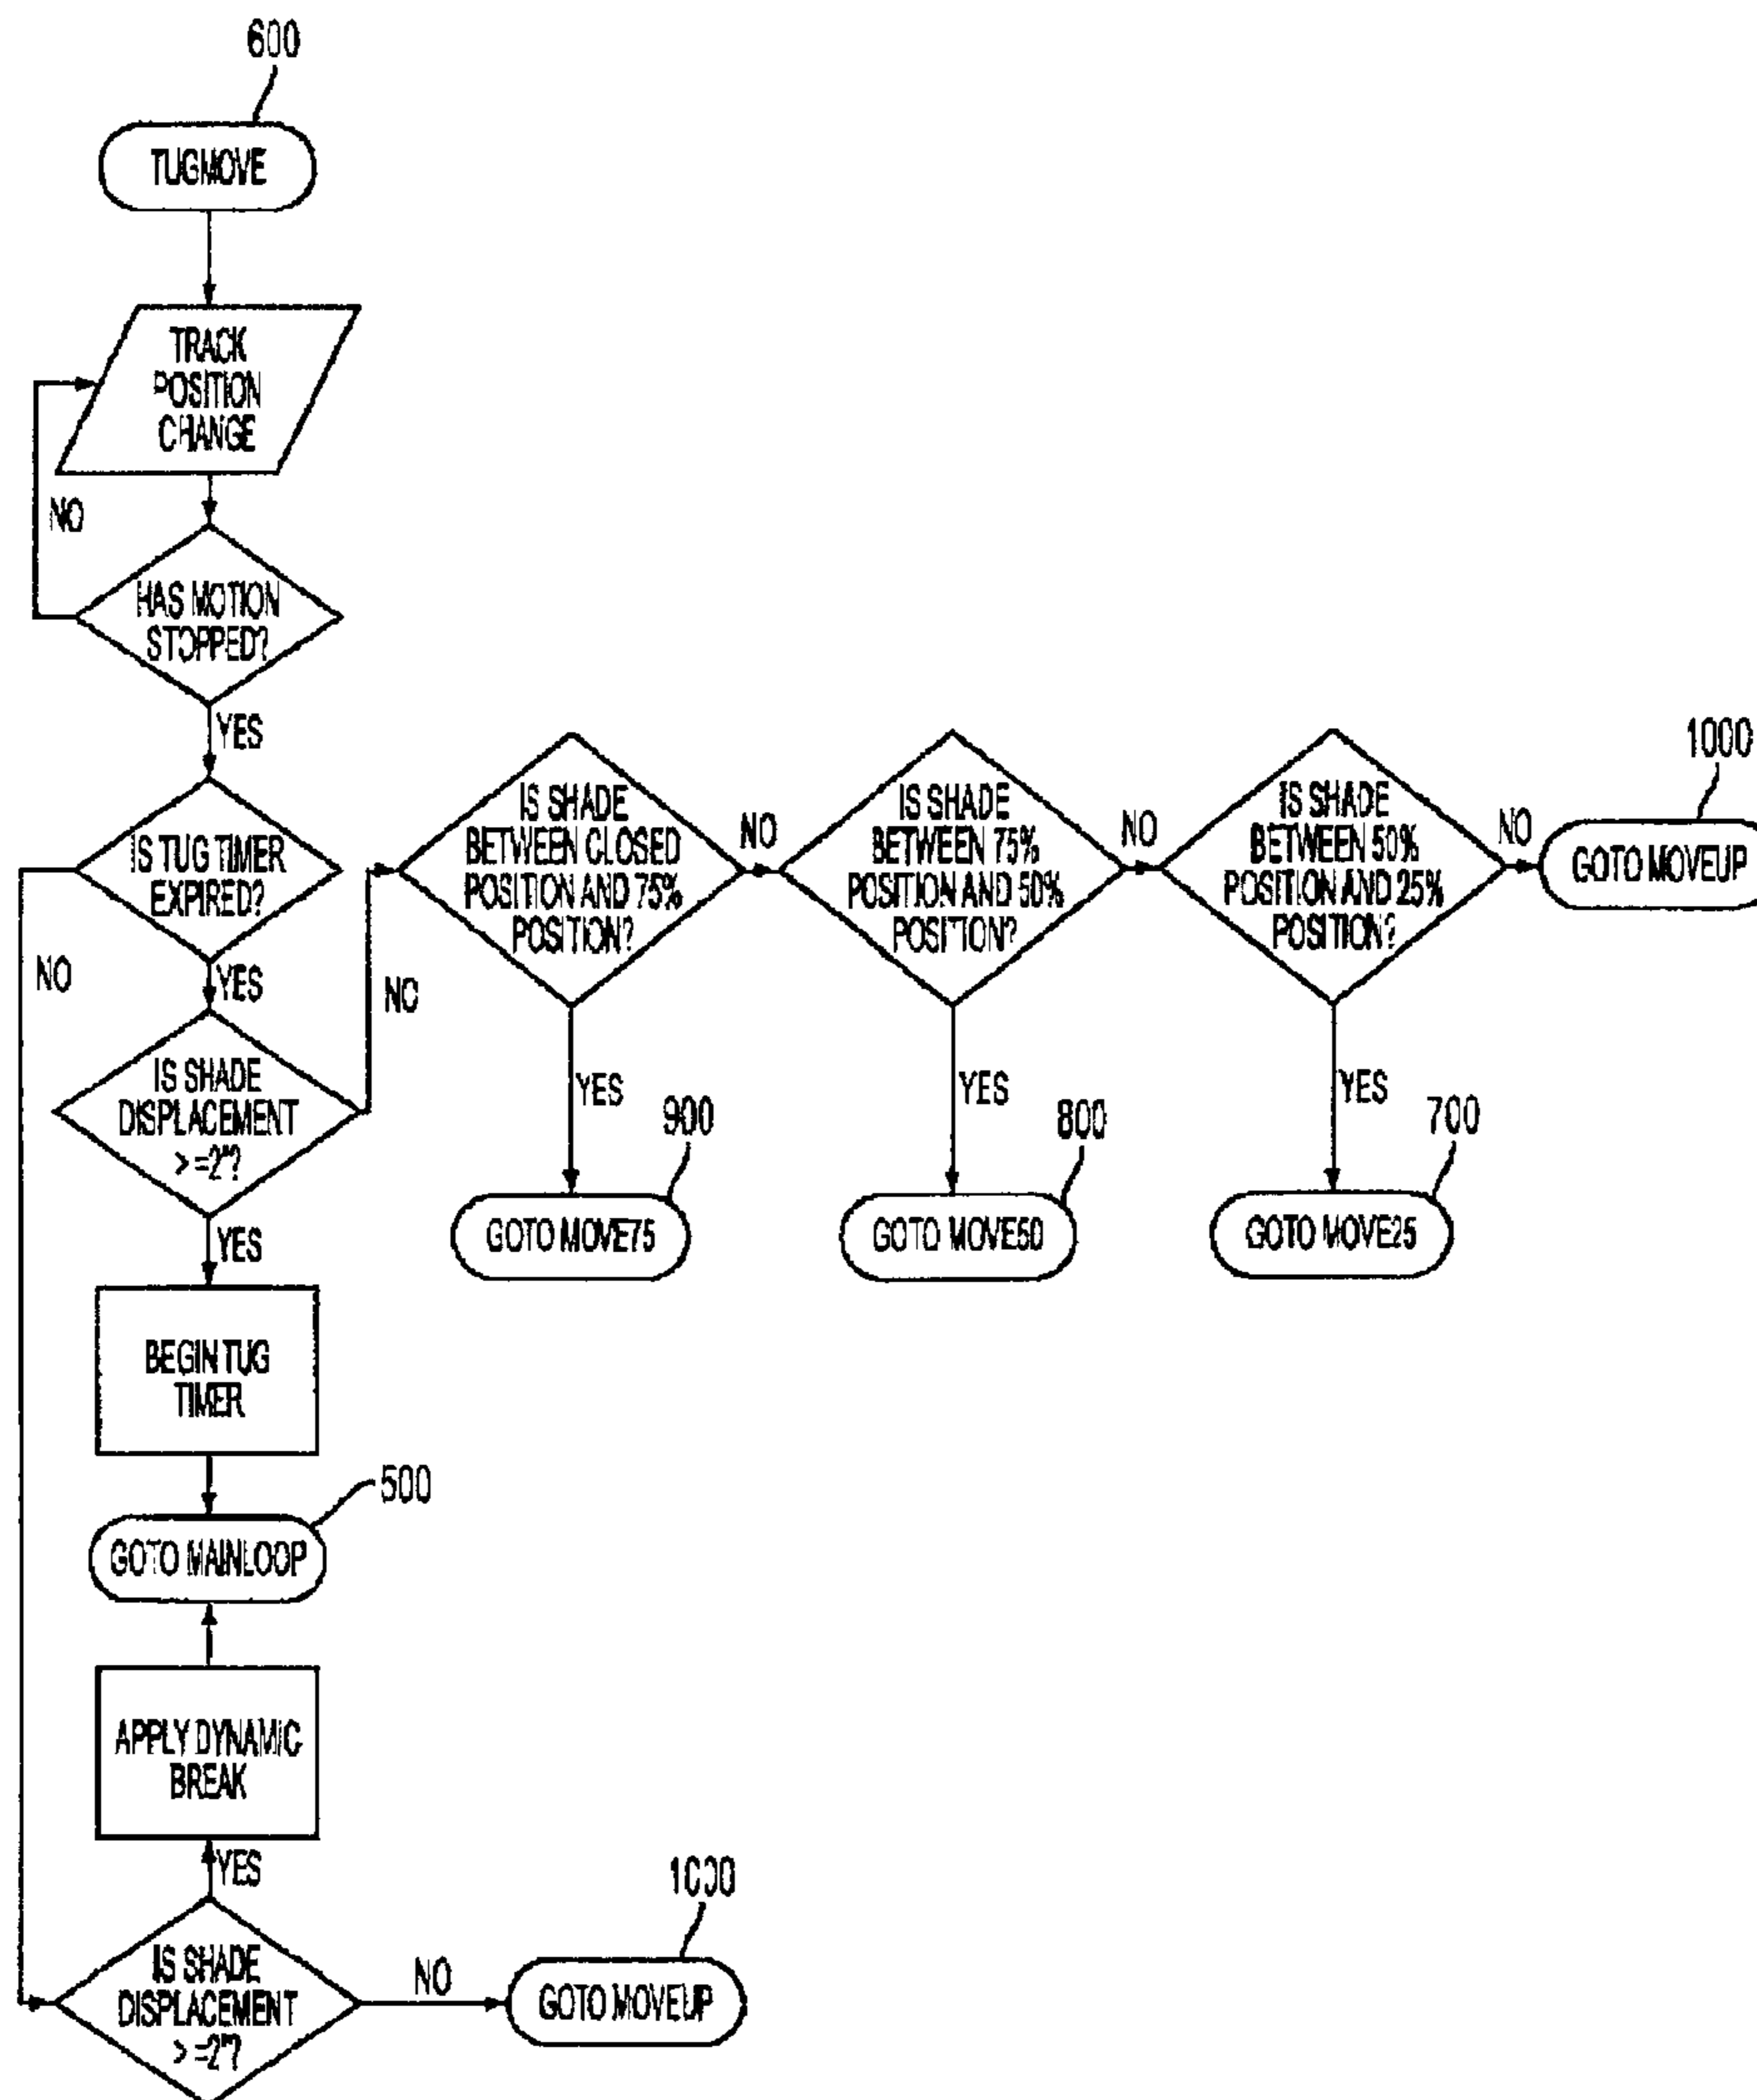 600
TUGMOVE
TRACK
POSITION
CHANGE
NO
HAS MOTION
STOPPED?
YES
IS TUG TIMER
EXPIRED?
NO
YES
IS SHADE
DISPLACEMENT
>=2"?
NO
YES
BEGIN TUG
TIMER
500
GOTO MAINLOOP
APPLY DYNAMIC
BREAK
YES
IS SHADE
DISPLACEMENT
>=2"?
NO
1000
GOTO MOVEUP
IS SHADE
BETWEEN CLOSED
POSITION AND 75%
POSITION?
NO
YES
900
GOTO MOVE75
IS SHADE
BETWEEN 75%
POSITION AND 50%
POSITION?
NO
YES
800
GOTO MOVE50
IS SHADE
BETWEEN 50%
POSITION AND 25%
POSITION?
NO
YES
700
GOTO MOVE25
1000
GOTO MOVEUP